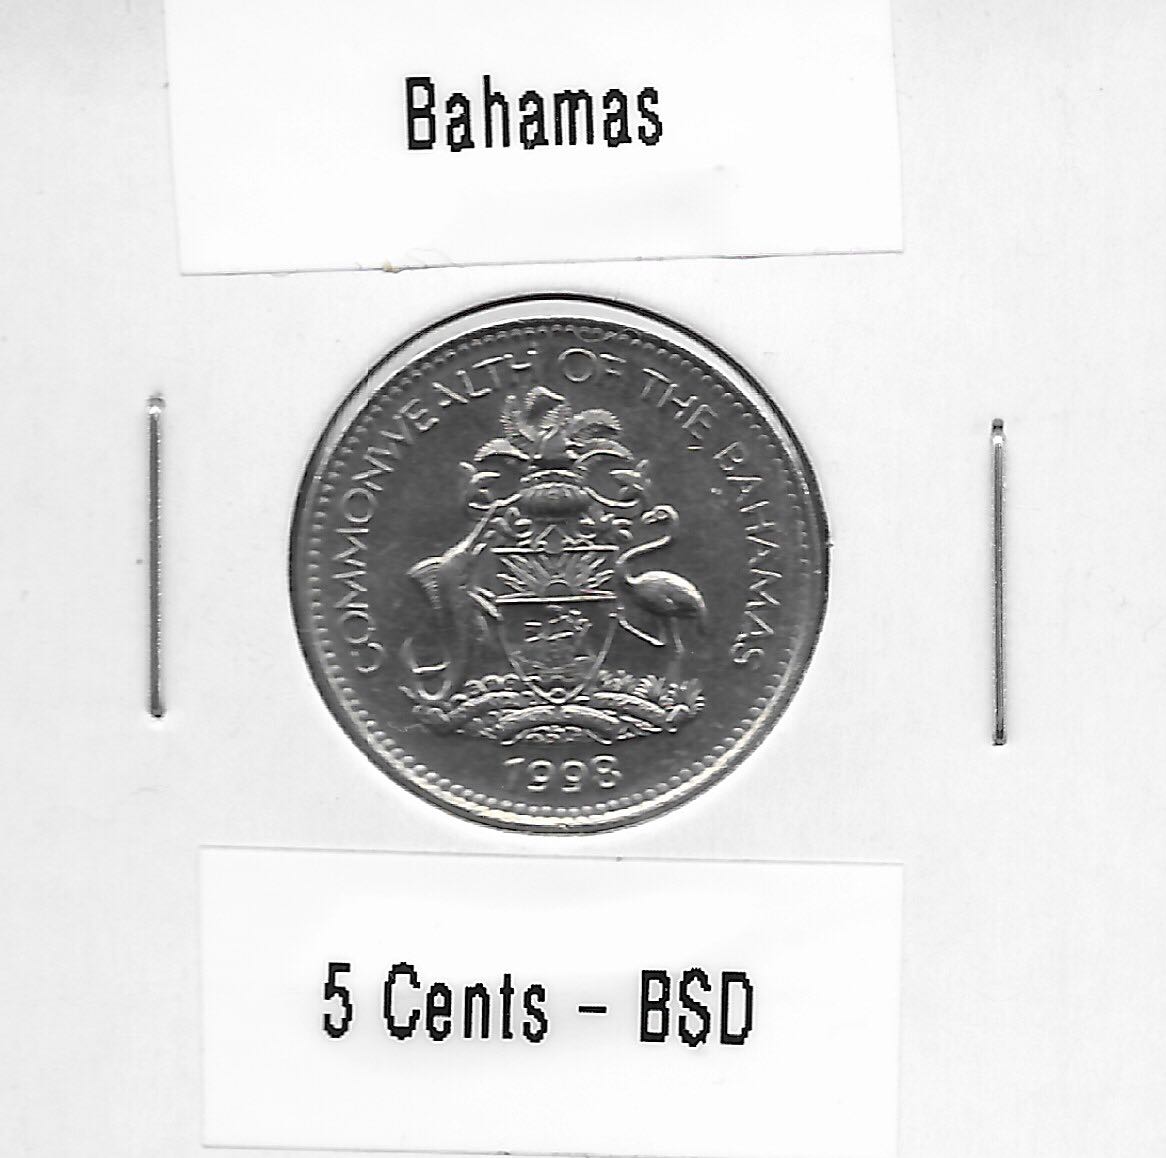 Bahamas
COMMONWEALTH OF THE BAHAMAS
1998
5 Cents - BSD